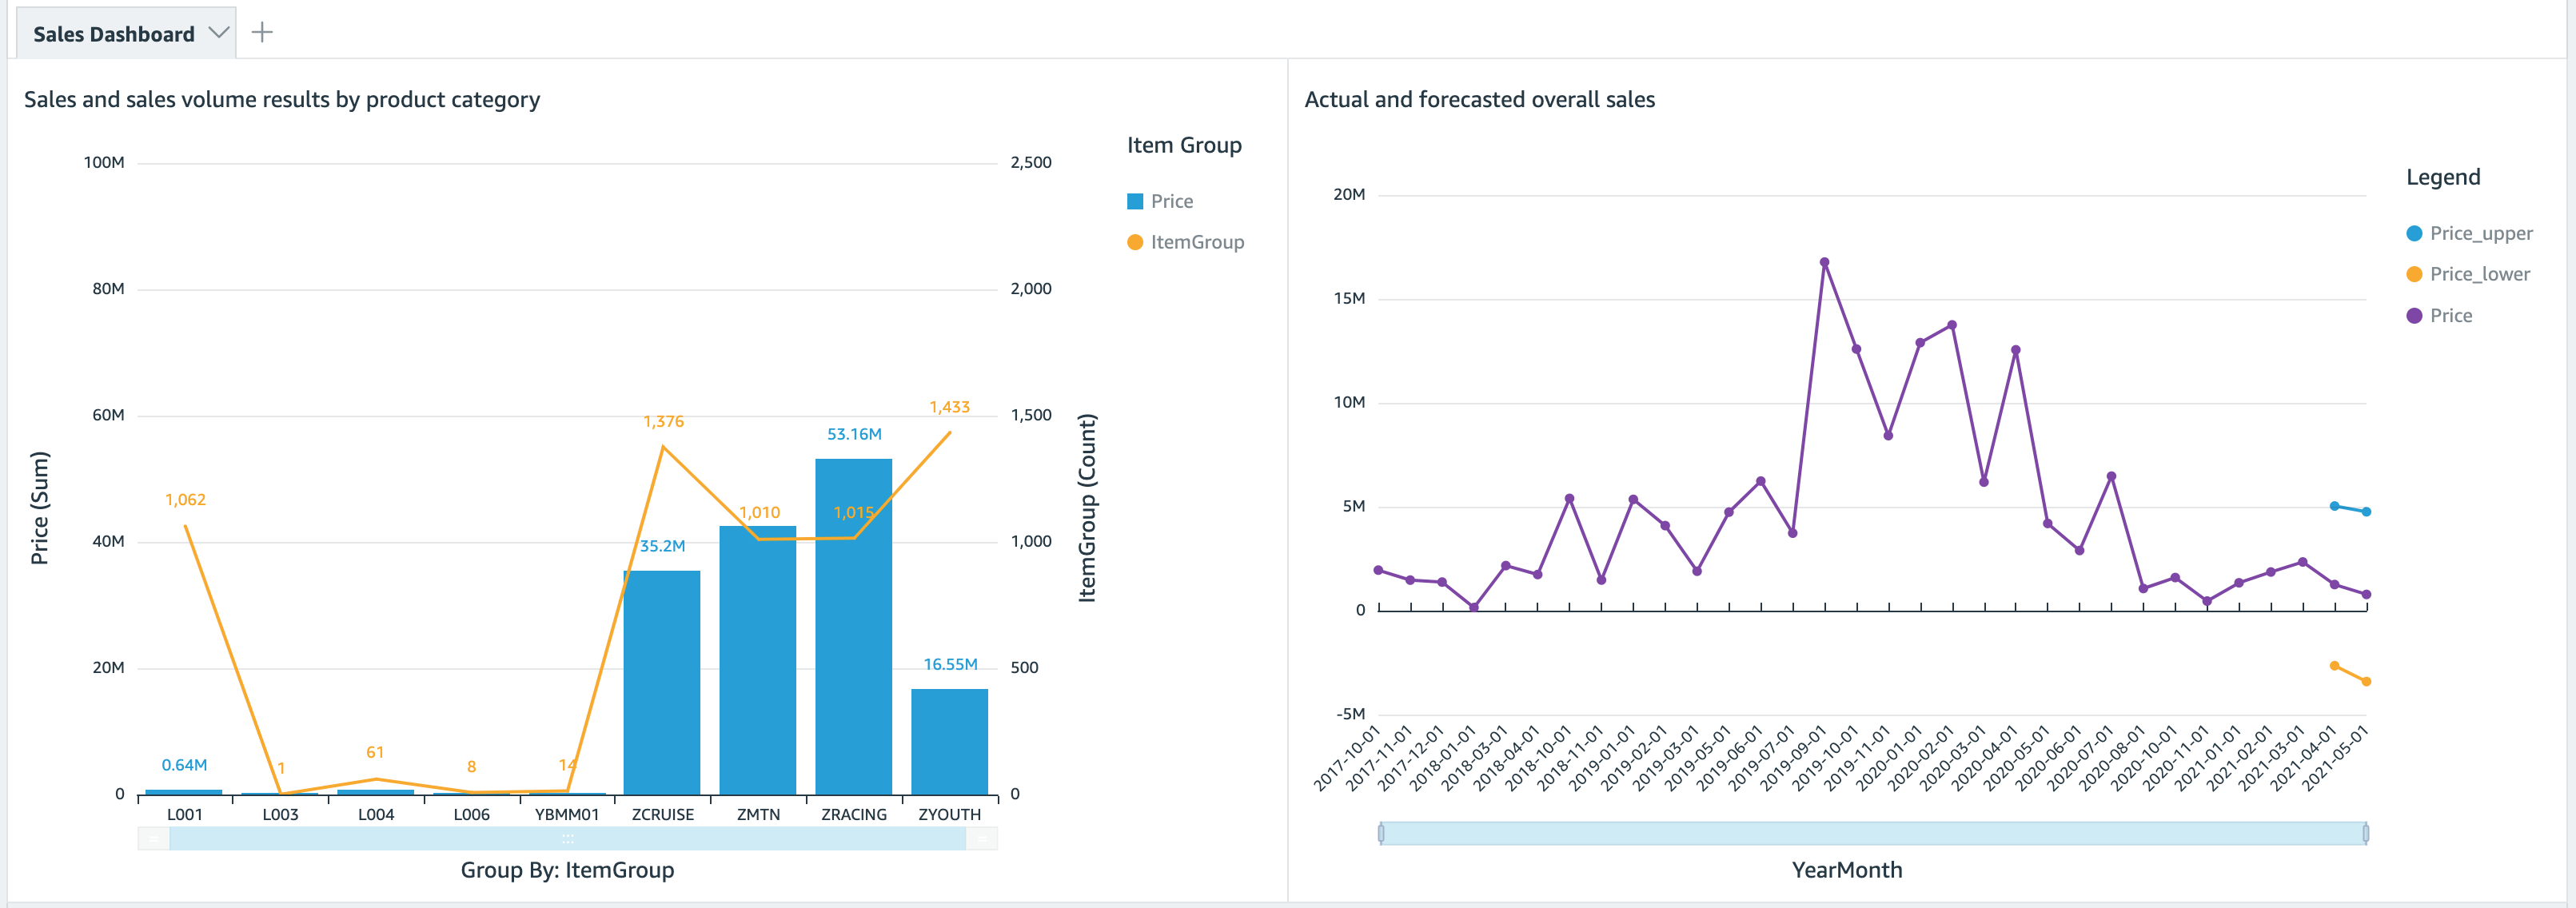 Sales Dashboard
Sales and sales volume results by product category
Item Group
Price
ItemGroup
100M
80M
60M
40M
20M
0
Price (Sum)
2,500
2,000
1,500
1,000
500
0
ItemGroup (Count)
1,062
1
61
8
14
1,376
1,010
1,015
1,433
0.64M
35.2M
53.16M
16.55M
L001
L003
L004
L006
YBMM01
ZCRUISE
ZMTN
ZRACING
ZYOUTH
Group By: ItemGroup
Actual and forecasted overall sales
Legend
Price_upper
Price_lower
Price
20M
15M
10M
5M
0
-5M
2017-10-01
2017-11-01
2017-12-01
2018-01-01
2018-03-01
2018-04-01
2018-10-01
2018-11-01
2019-01-01
2019-02-01
2019-03-01
2019-05-01
2019-06-01
2019-07-01
2019-09-01
2019-10-01
2019-11-01
2020-01-01
2020-02-01
2020-03-01
2020-04-01
2020-05-01
2020-06-01
2020-07-01
2020-08-01
2020-10-01
2020-11-01
2021-01-01
2021-02-01
2021-03-01
2021-04-01
2021-05-01
YearMonth